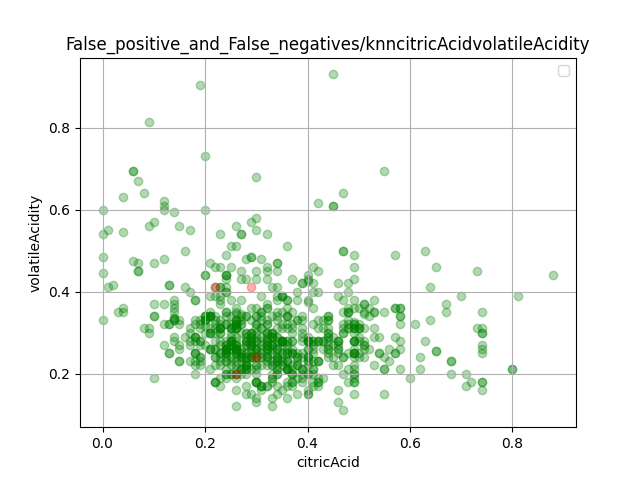 False_positive_and_False_negatives/knncitricAcidvolatileAcidity
volatileAcidity
0.8
0.6
0.4
0.2
0.0 0.2 0.4 0.6 0.8
citricAcid